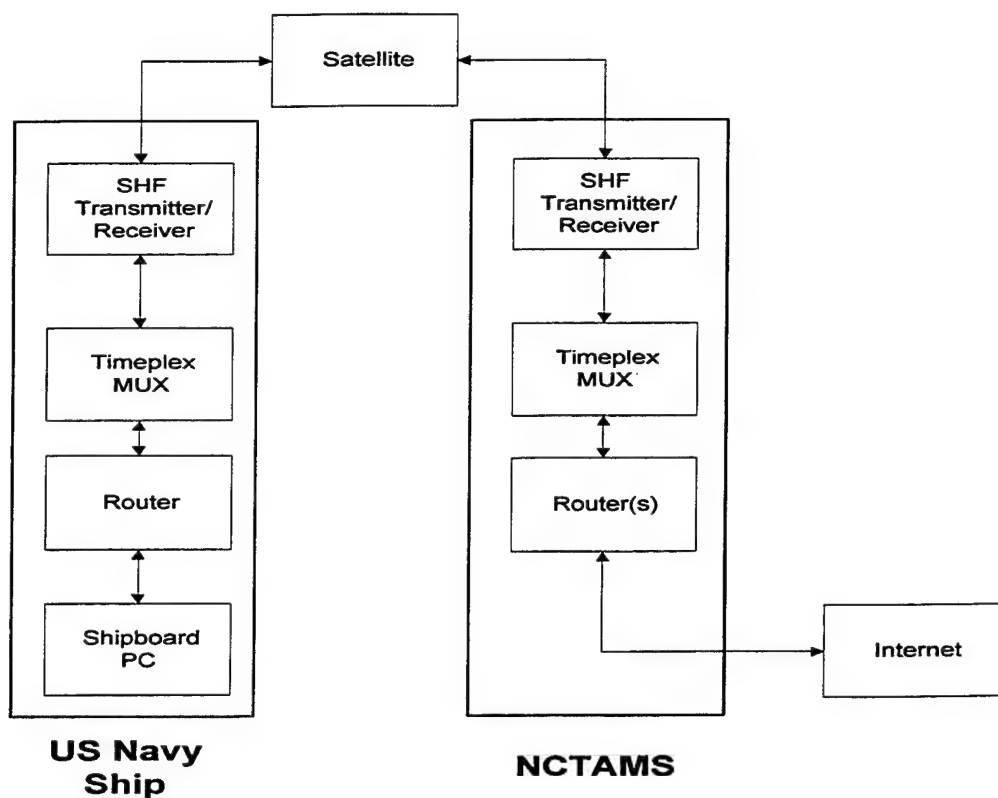 Satellite
SHF
Transmitter/
Receiver
Timeplex
MUX
Router
Shipboard
PC
US Navy
Ship
SHF
Transmitter/
Receiver
Timeplex
MUX
Router(s)
NCTAMS
Internet